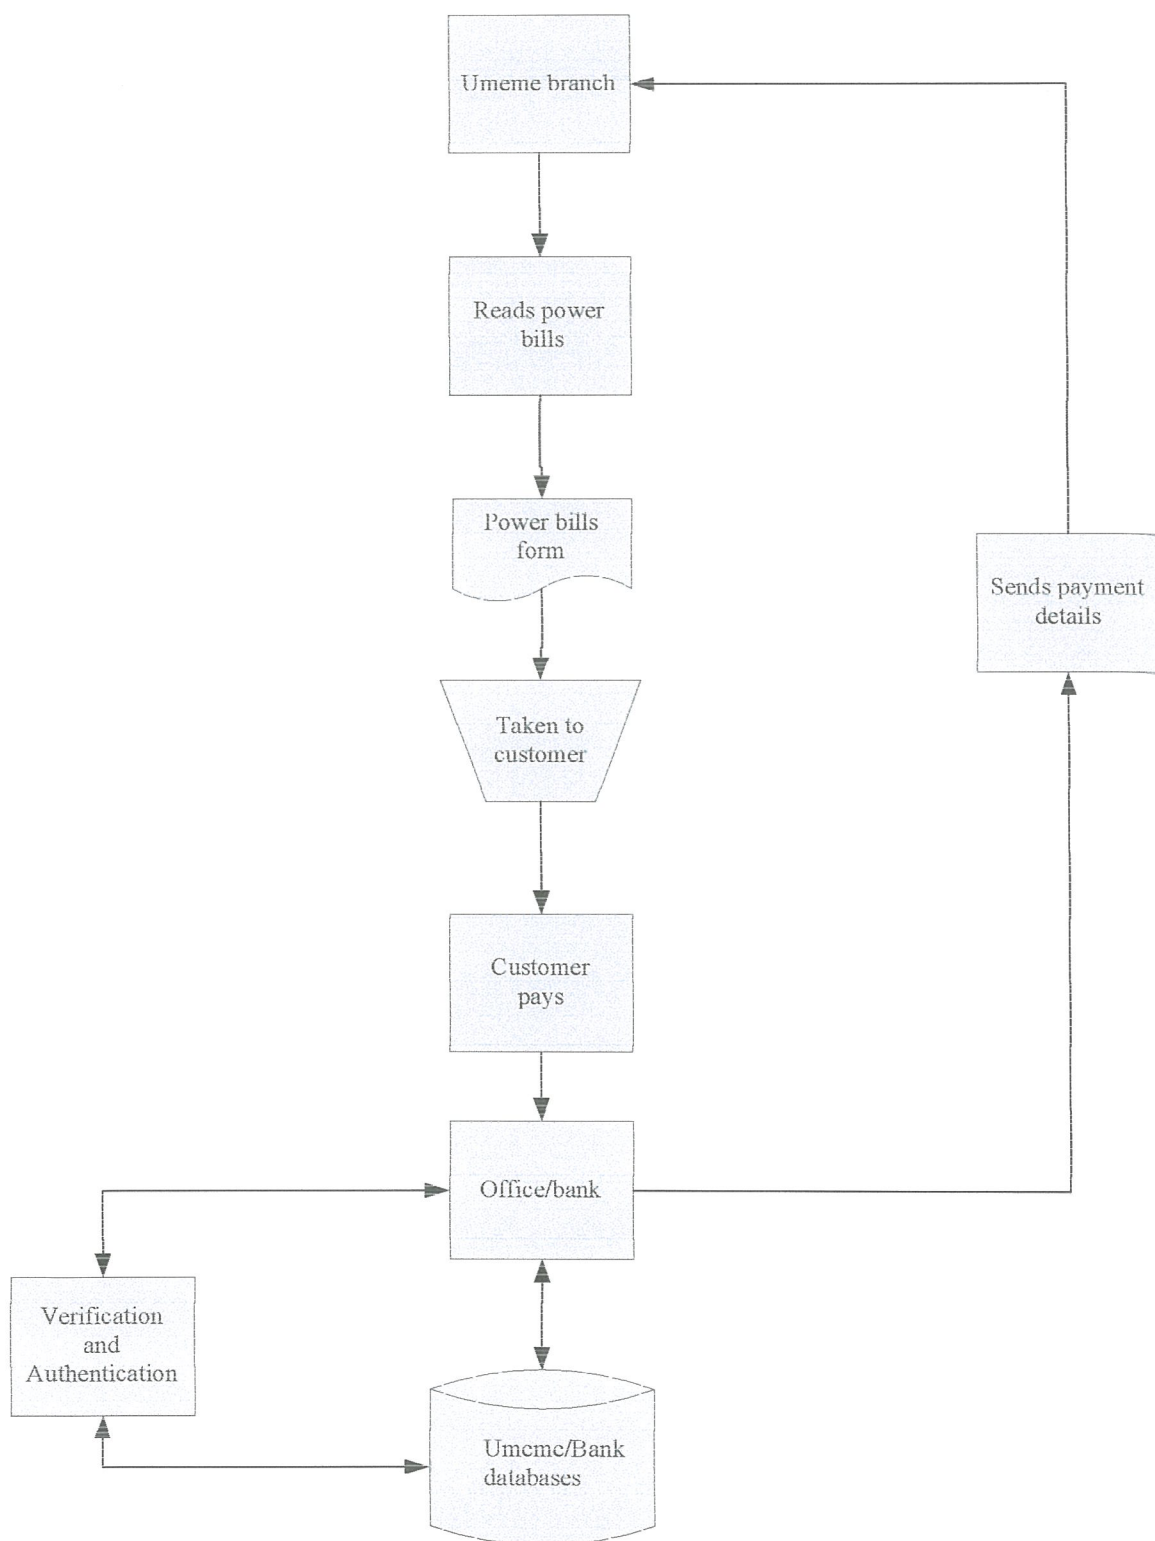 Umeme branch
Reads power
bills
Power bills
form
Sends payment
details
Taken to
customer
Customer
pays
Office/bank
Verification
and
Authentication
Umeme/Bank
databases